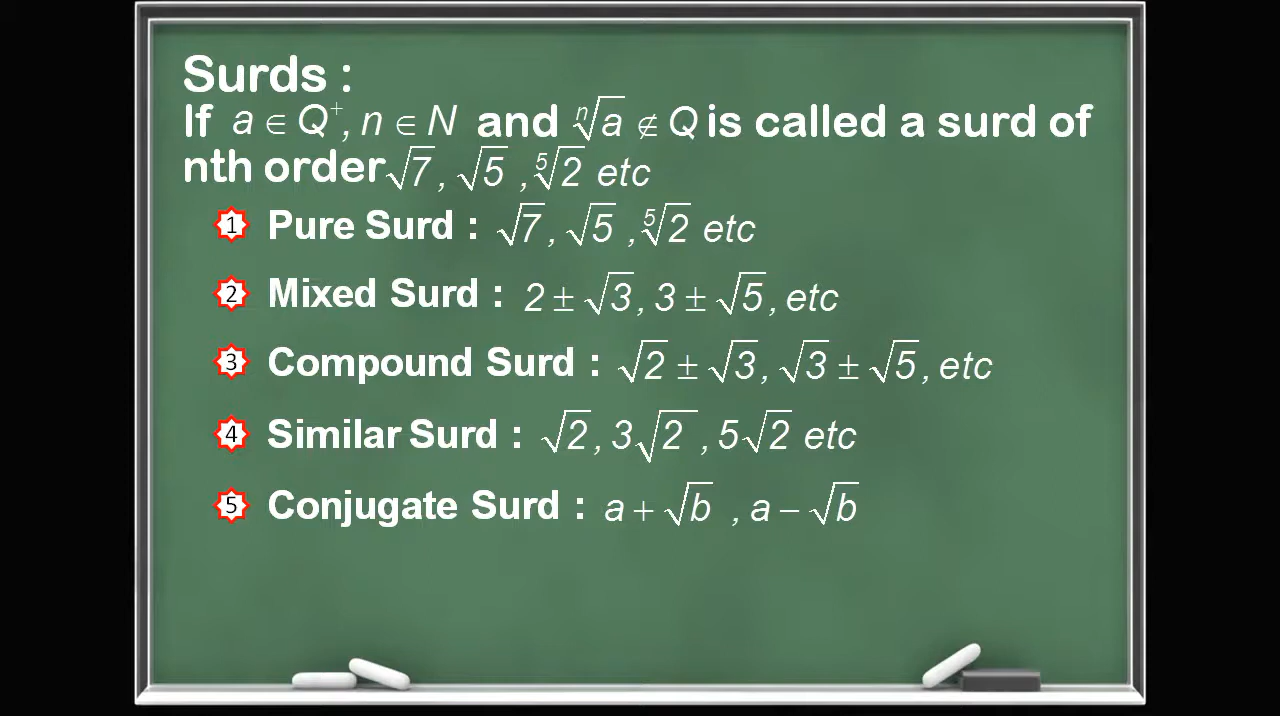 Surds :
If a ∈ Q⁺, n ∈ N and ⁿ√a ∉ Q is called a surd of
nth order √7, √5, ⁵√2 etc
1 Pure Surd : √7, √5, ⁵√2 etc
2 Mixed Surd : 2 ± √3, 3 ± √5, etc
3 Compound Surd : √2 ± √3, √3 ± √5, etc
4 Similar Surd : √2, 3√2, 5√2 etc
5 Conjugate Surd : a + √b , a − √b